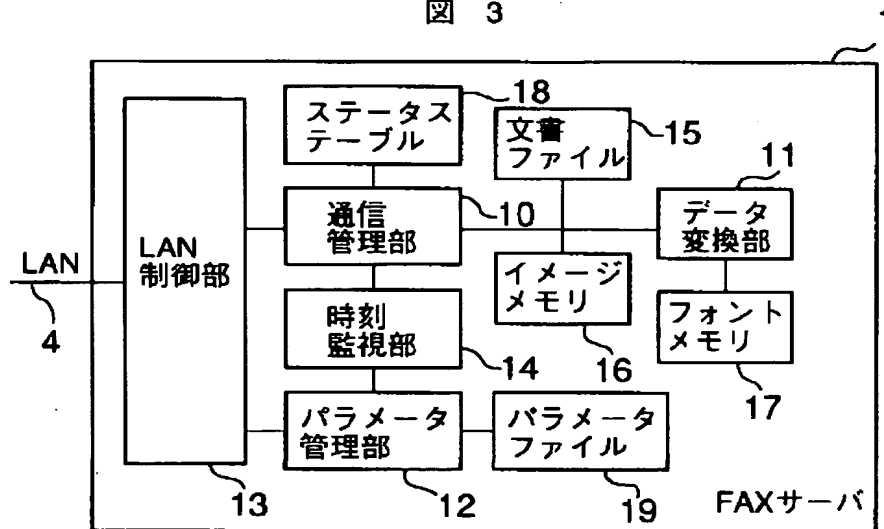 図 3
ステータス
テーブル
18
文書
ファイル
15
11
通信
管理部
10
データ
変換部
LAN
制御部
LAN
4
イメージ
メモリ
16
フォント
メモリ
17
時刻
監視部
14
パラメータ
管理部
12
パラメータ
ファイル
19
13
FAXサーバ